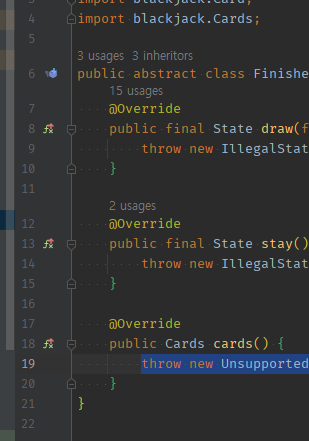 import blackjack.Card;
4 import blackjack.Cards;
5
3 usages 3 inheritors
6 public abstract class Finishe
15 usages
7 @Override
8 public final State draw(f
9 throw new IllegalStat
10 }
11
2 usages
12 @Override
13 public final State stay()
14 throw new IllegalStat
15 }
16
17 @Override
18 public Cards cards() {
19 throw new Unsupported
20 }
21 }
22